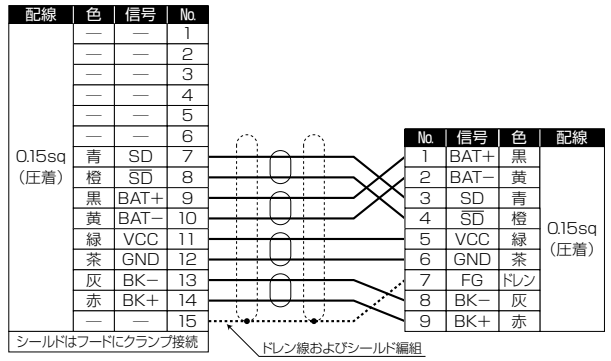 配線 色 信号 No.
0.15sq
（圧着）
— — 1
— — 2
— — 3
— — 4
— — 5
— — 6
青 SD 7
橙 S̅D̅ 8
黒 BAT+ 9
黄 BAT− 10
緑 VCC 11
茶 GND 12
灰 BK− 13
赤 BK+ 14
— — 15
シールドはフードにクランプ接続
No. 信号 色 配線
1 BAT+ 黒
2 BAT− 黄
3 SD 青
4 S̅D̅ 橙
5 VCC 緑
6 GND 茶
7 FG ドレン
8 BK− 灰
9 BK+ 赤
0.15sq
（圧着）
ドレン線およびシールド編組